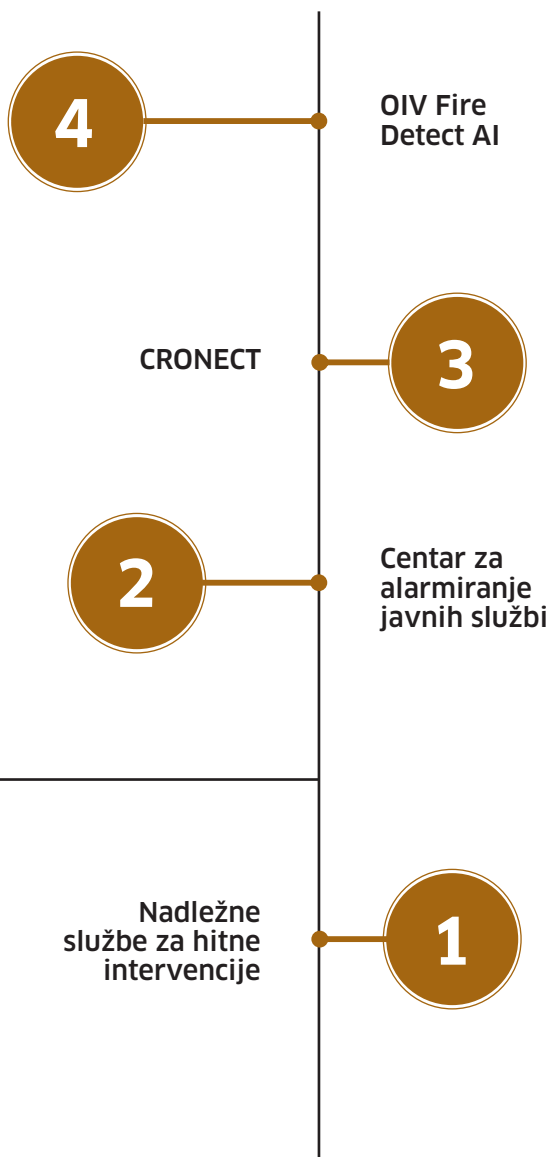 4
OIV Fire
Detect AI
CRONECT
3
2
Centar za
alarmiranje
javnih službi
Nadležne
službe za hitne
intervencije
1